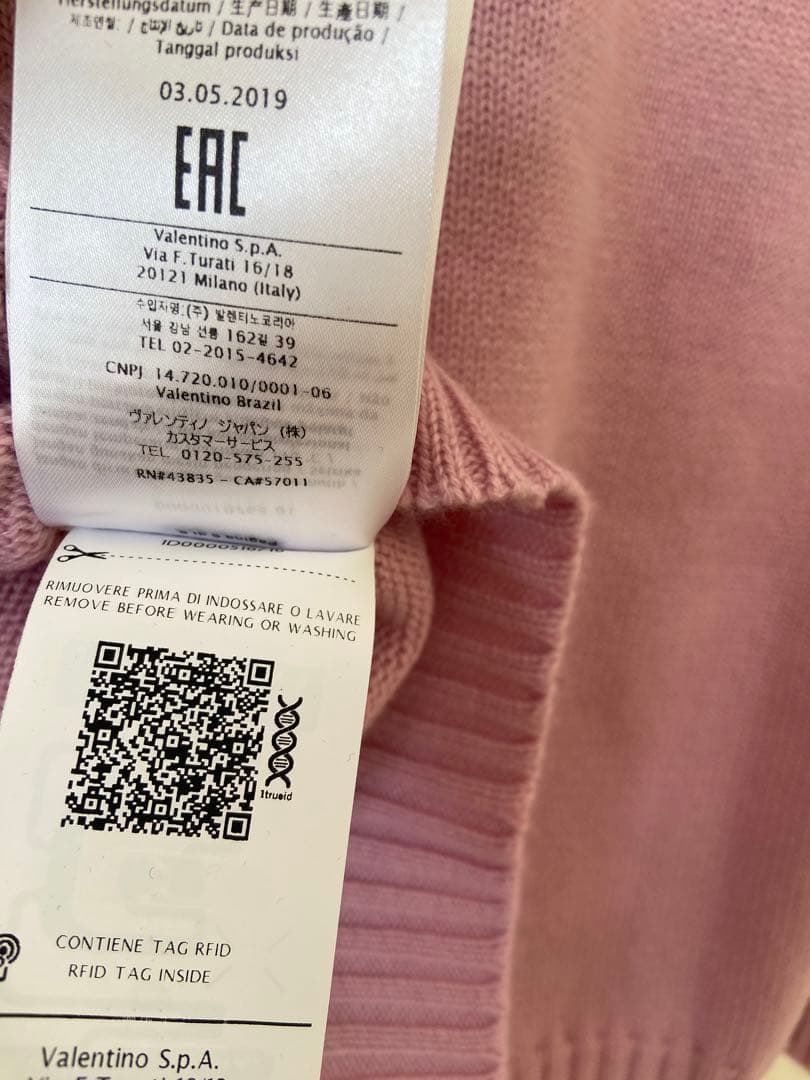 Herstellungsdatum / 生产日期 / 生產日期 /
제조연월: / تاريخ الإنتاج / Data de produção /
Tanggal produksi
03.05.2019
EAC
Valentino S.p.A.
Via F.Turati 16/18
20121 Milano (Italy)
수입자명:(주) 발렌티노코리아
서울 강남 선릉 162길 39
TEL 02-2015-4642
CNPJ 14.720.010/0001-06
Valentino Brazil
ヴァレンティノ ジャパン (株)
カスタマーサービス
TEL 0120-575-255
RN#43835 - CA#57011
RIMUOVERE PRIMA DI INDOSSARE O LAVARE
REMOVE BEFORE WEARING OR WASHING
1trueid
CONTIENE TAG RFID
RFID TAG INSIDE
Valentino S.p.A.